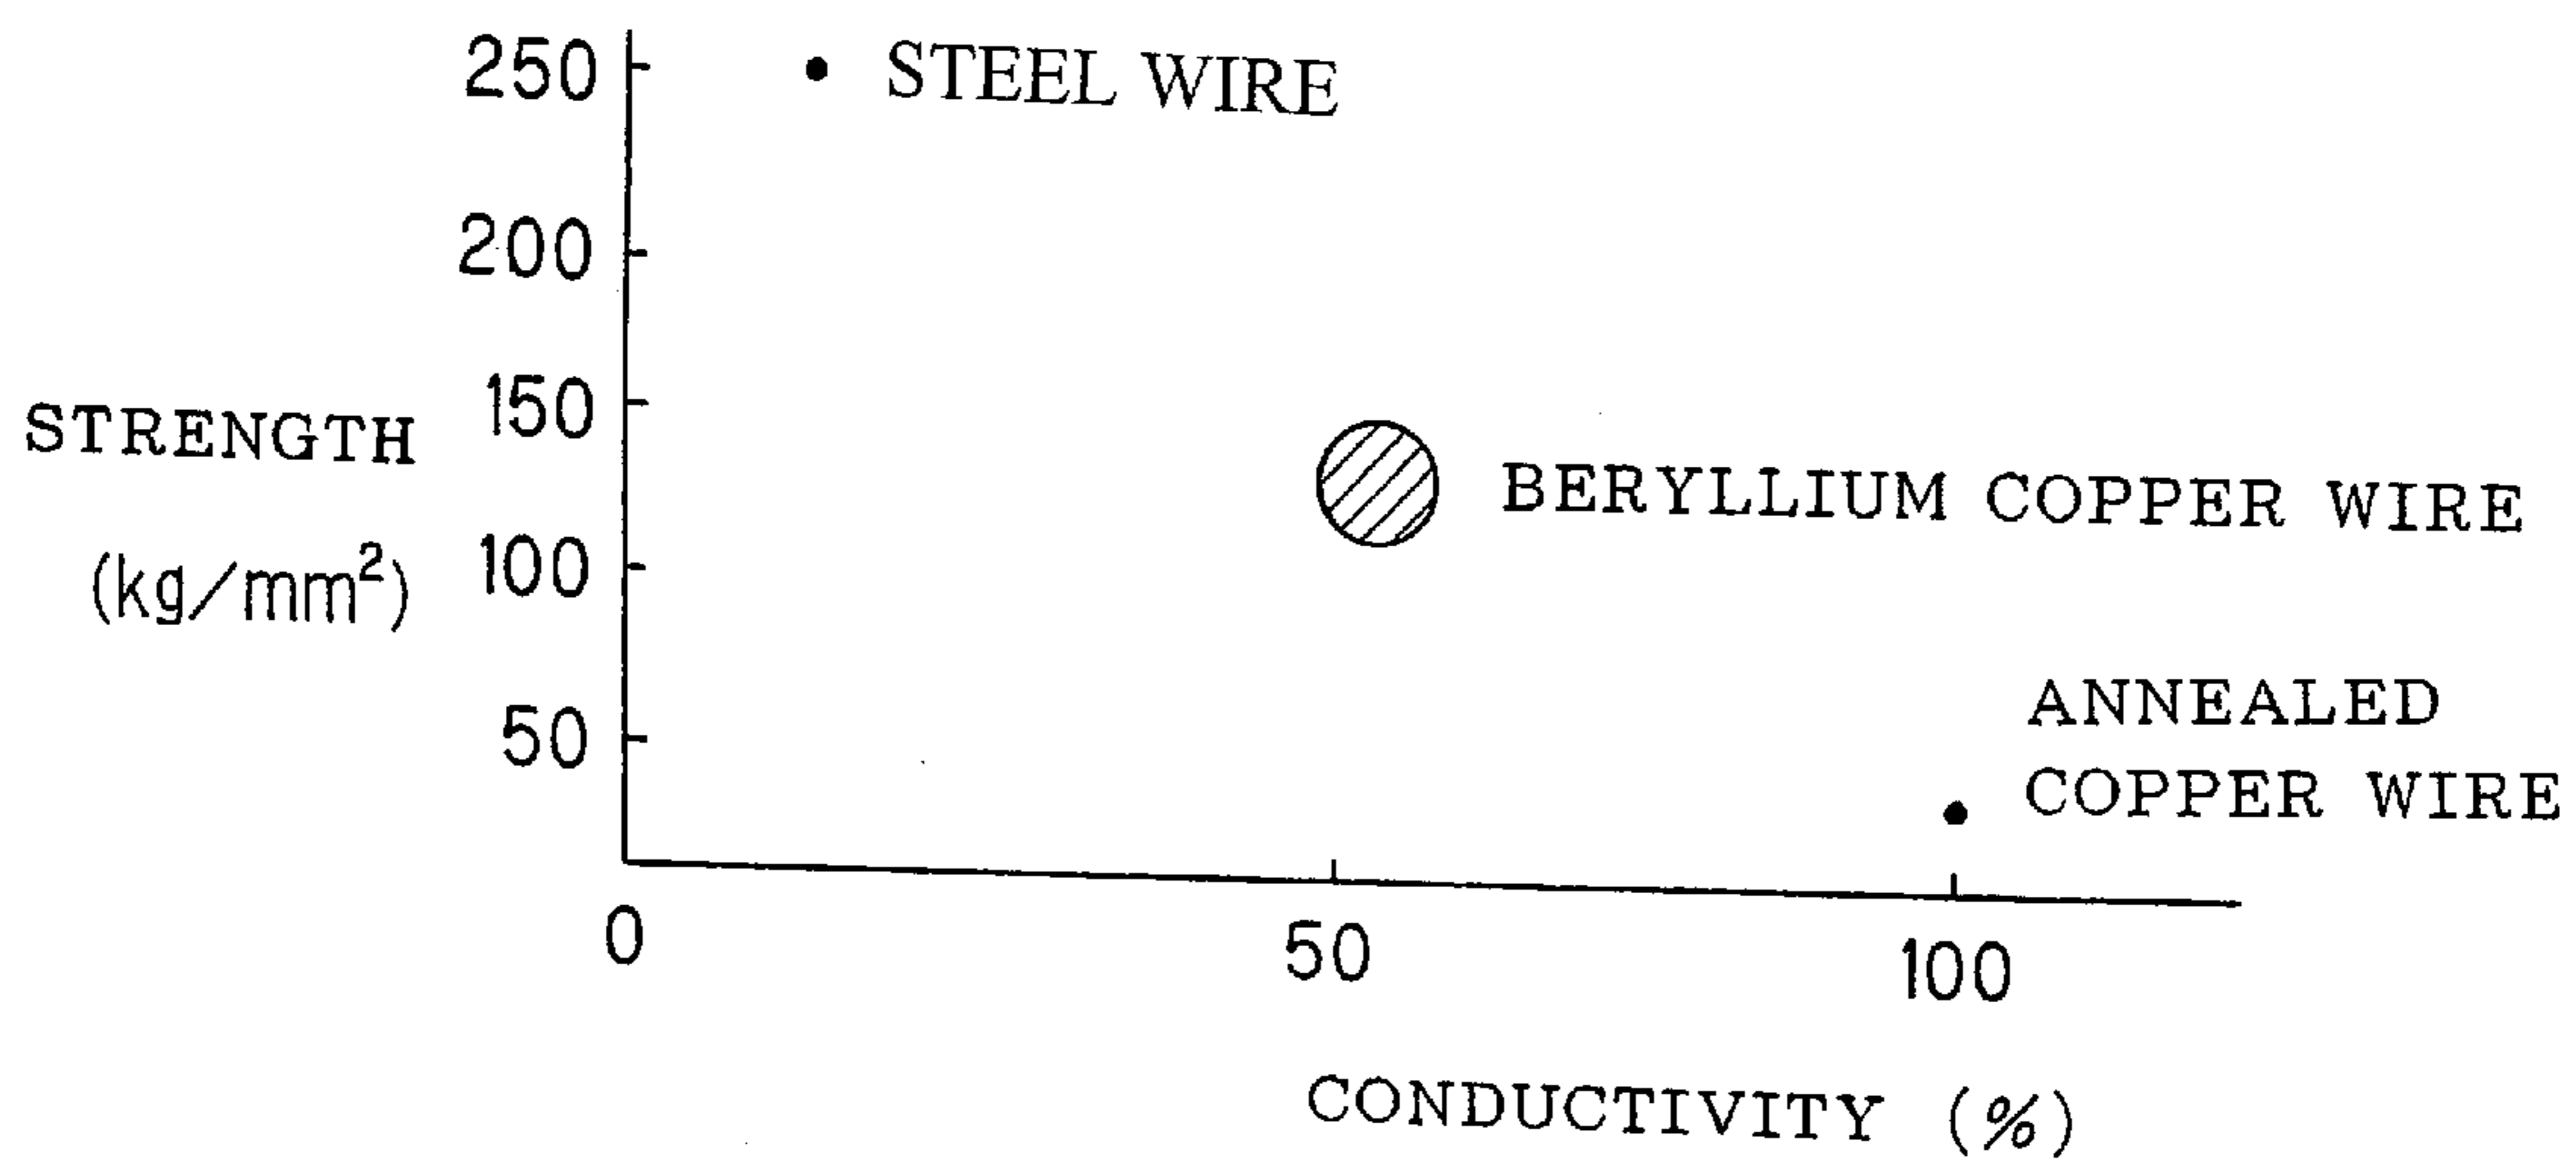 250
STEEL WIRE
200
150
STRENGTH
(kg/mm²)
BERYLLIUM COPPER WIRE
100
50
ANNEALED
COPPER WIRE
0
50
100
CONDUCTIVITY (%)